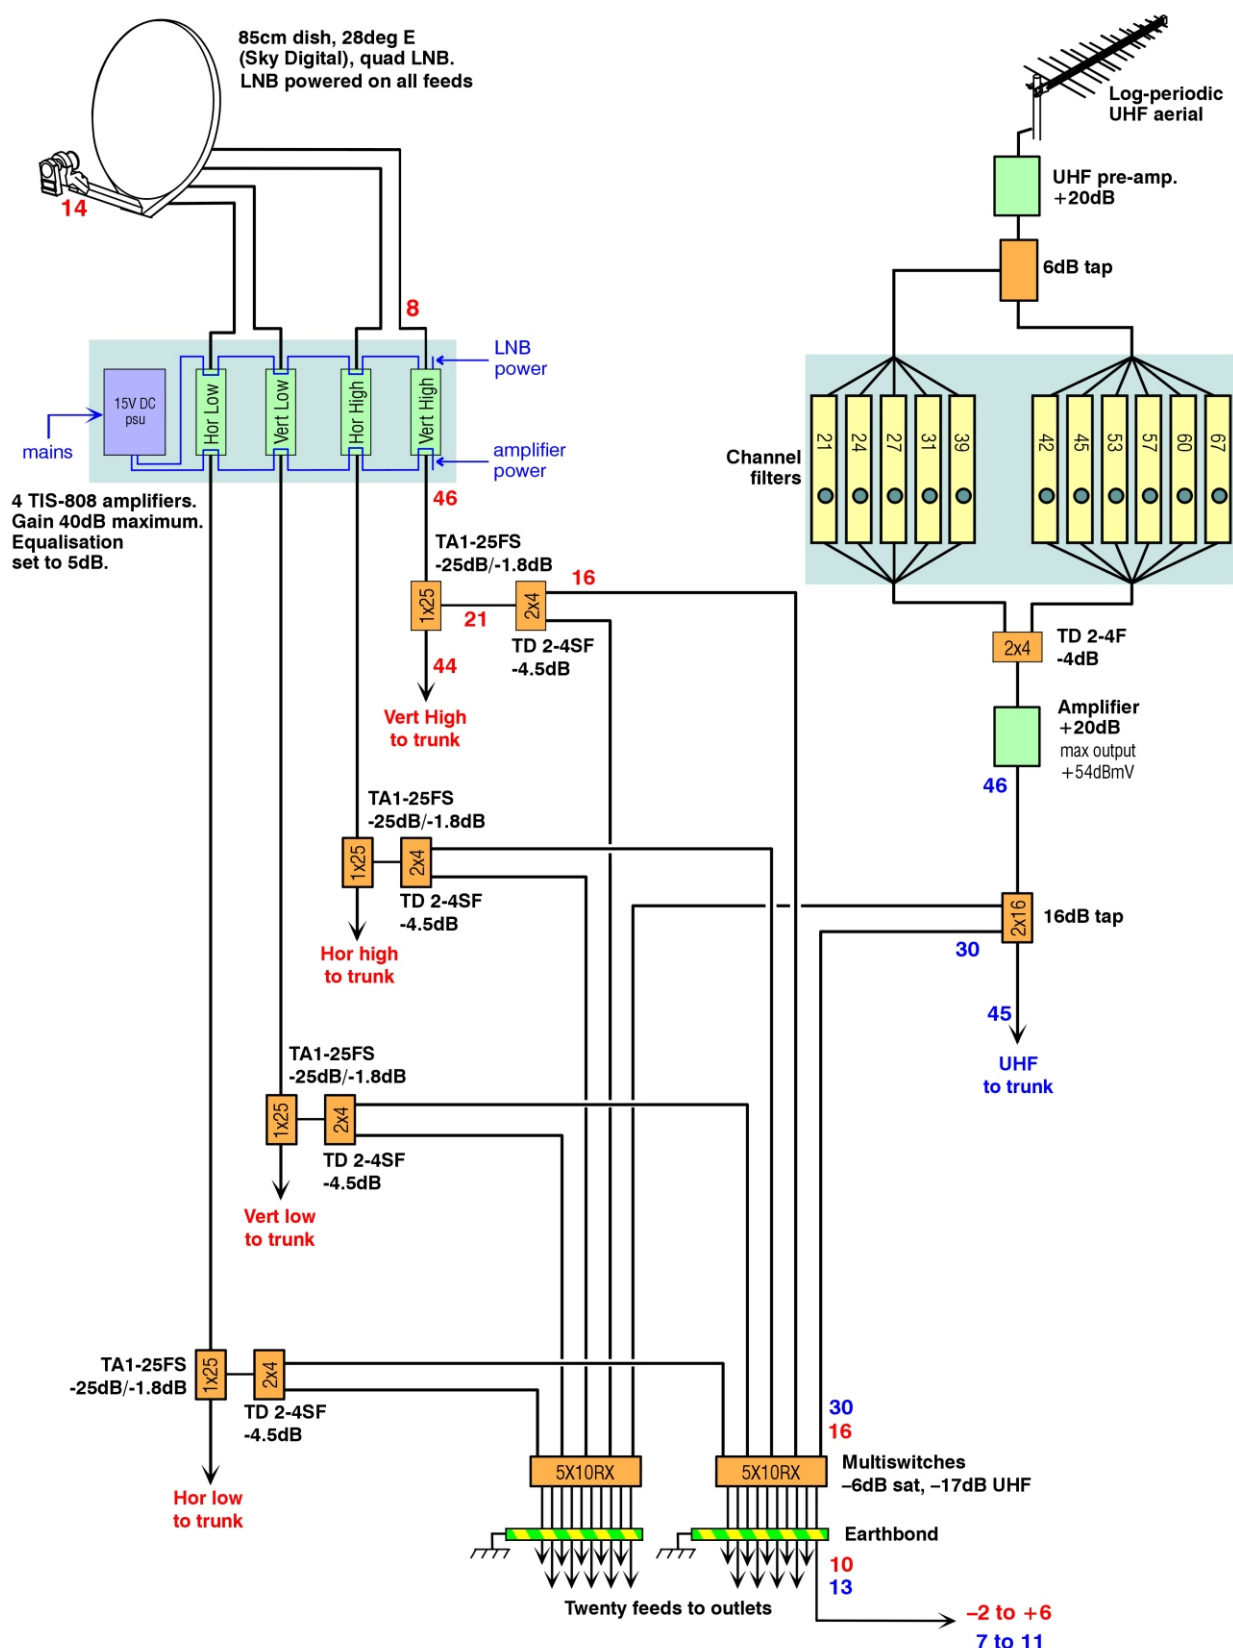 85cm dish, 28deg E
(Sky Digital), quad LNB.
LNB powered on all feeds
14
Log-periodic
UHF aerial
UHF pre-amp.
+20dB
6dB tap
8
LNB
power
15V DC
psu
Hor Low
Vert Low
Hor High
Vert High
mains
amplifier
power
4 TIS-808 amplifiers.
Gain 40dB maximum.
Equalisation
set to 5dB.
46
Channel
filters
21
24
27
31
39
42
45
53
57
60
67
TA1-25FS
-25dB/-1.8dB
16
1x25
21
2x4
TD 2-4SF
-4.5dB
44
Vert High
to trunk
2x4
TD 2-4F
-4dB
Amplifier
+20dB
max output
+54dBmV
46
TA1-25FS
-25dB/-1.8dB
1x25
2x4
TD 2-4SF
-4.5dB
Hor high
to trunk
2x16
16dB tap
30
45
UHF
to trunk
TA1-25FS
-25dB/-1.8dB
1x25
2x4
TD 2-4SF
-4.5dB
Vert low
to trunk
TA1-25FS
-25dB/-1.8dB
1x25
2x4
TD 2-4SF
-4.5dB
Hor low
to trunk
30
16
5X10RX
5X10RX
Multiswitches
–6dB sat, –17dB UHF
Earthbond
10
13
Twenty feeds to outlets
–2 to +6
7 to 11